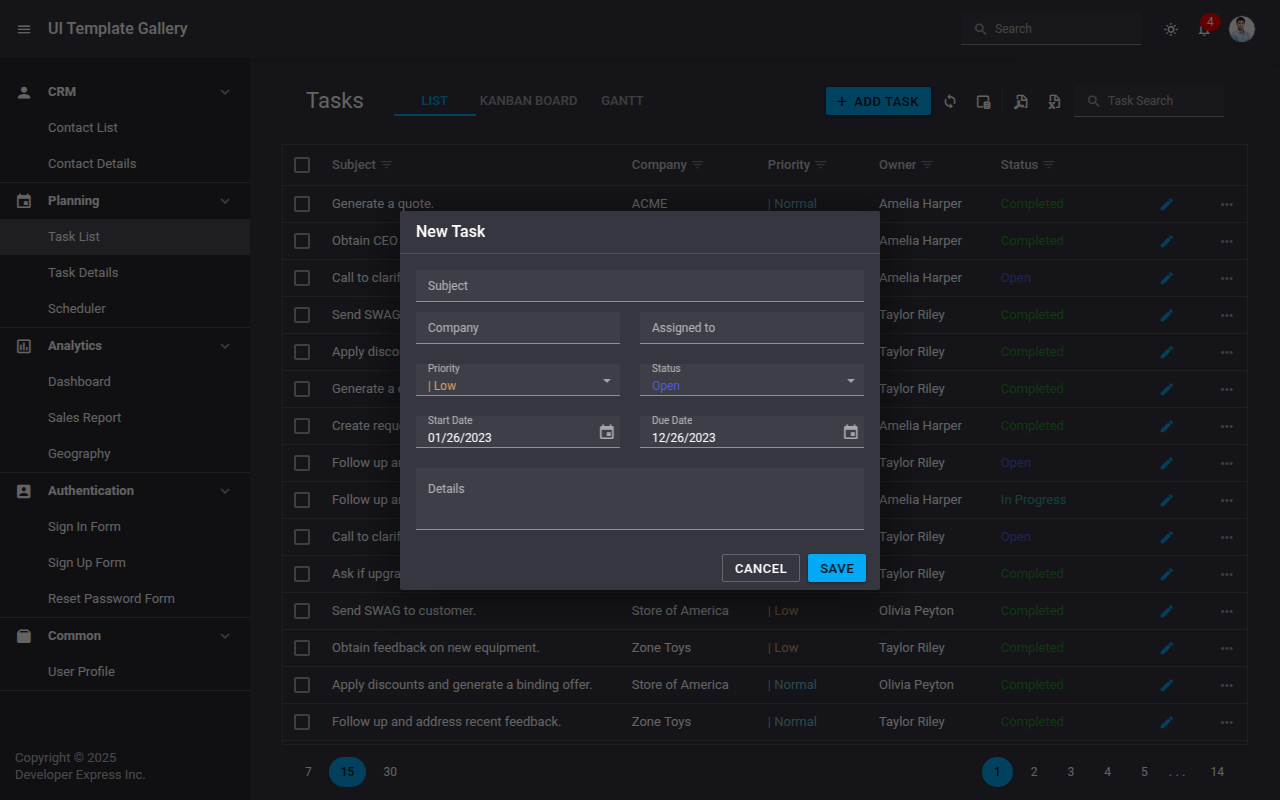 UI Template Gallery
Search
4
CRM
Contact List
Contact Details
Planning
Task List
Task Details
Scheduler
Analytics
Dashboard
Sales Report
Geography
Authentication
Sign In Form
Sign Up Form
Reset Password Form
Common
User Profile
Copyright © 2025
Developer Express Inc.
Tasks
LIST KANBAN BOARD GANTT
+ ADD TASK
Task Search
Subject Company Priority Owner Status
Generate a quote. ACME | Normal Amelia Harper Completed
Obtain CEO Amelia Harper Completed
Call to Amelia Harper Open
Send SWAG Taylor Riley Completed
Apply Taylor Riley Completed
Generate a Taylor Riley Completed
Create Amelia Harper Completed
Follow up Taylor Riley Open
Follow up Amelia Harper In Progress
Call to Taylor Riley Open
Ask if Taylor Riley Completed
Send SWAG to customer. Store of America | Low Olivia Peyton Completed
Obtain feedback on new equipment. Zone Toys | Low Taylor Riley Completed
Apply discounts and generate a binding offer. Store of America | Normal Olivia Peyton Completed
Follow up and address recent feedback. Zone Toys | Normal Taylor Riley Completed
7 15 30
1 2 3 4 5 . . . 14
New Task
Subject
Company Assigned to
Priority Status
| Low Open
Start Date Due Date
01/26/2023 12/26/2023
Details
CANCEL SAVE